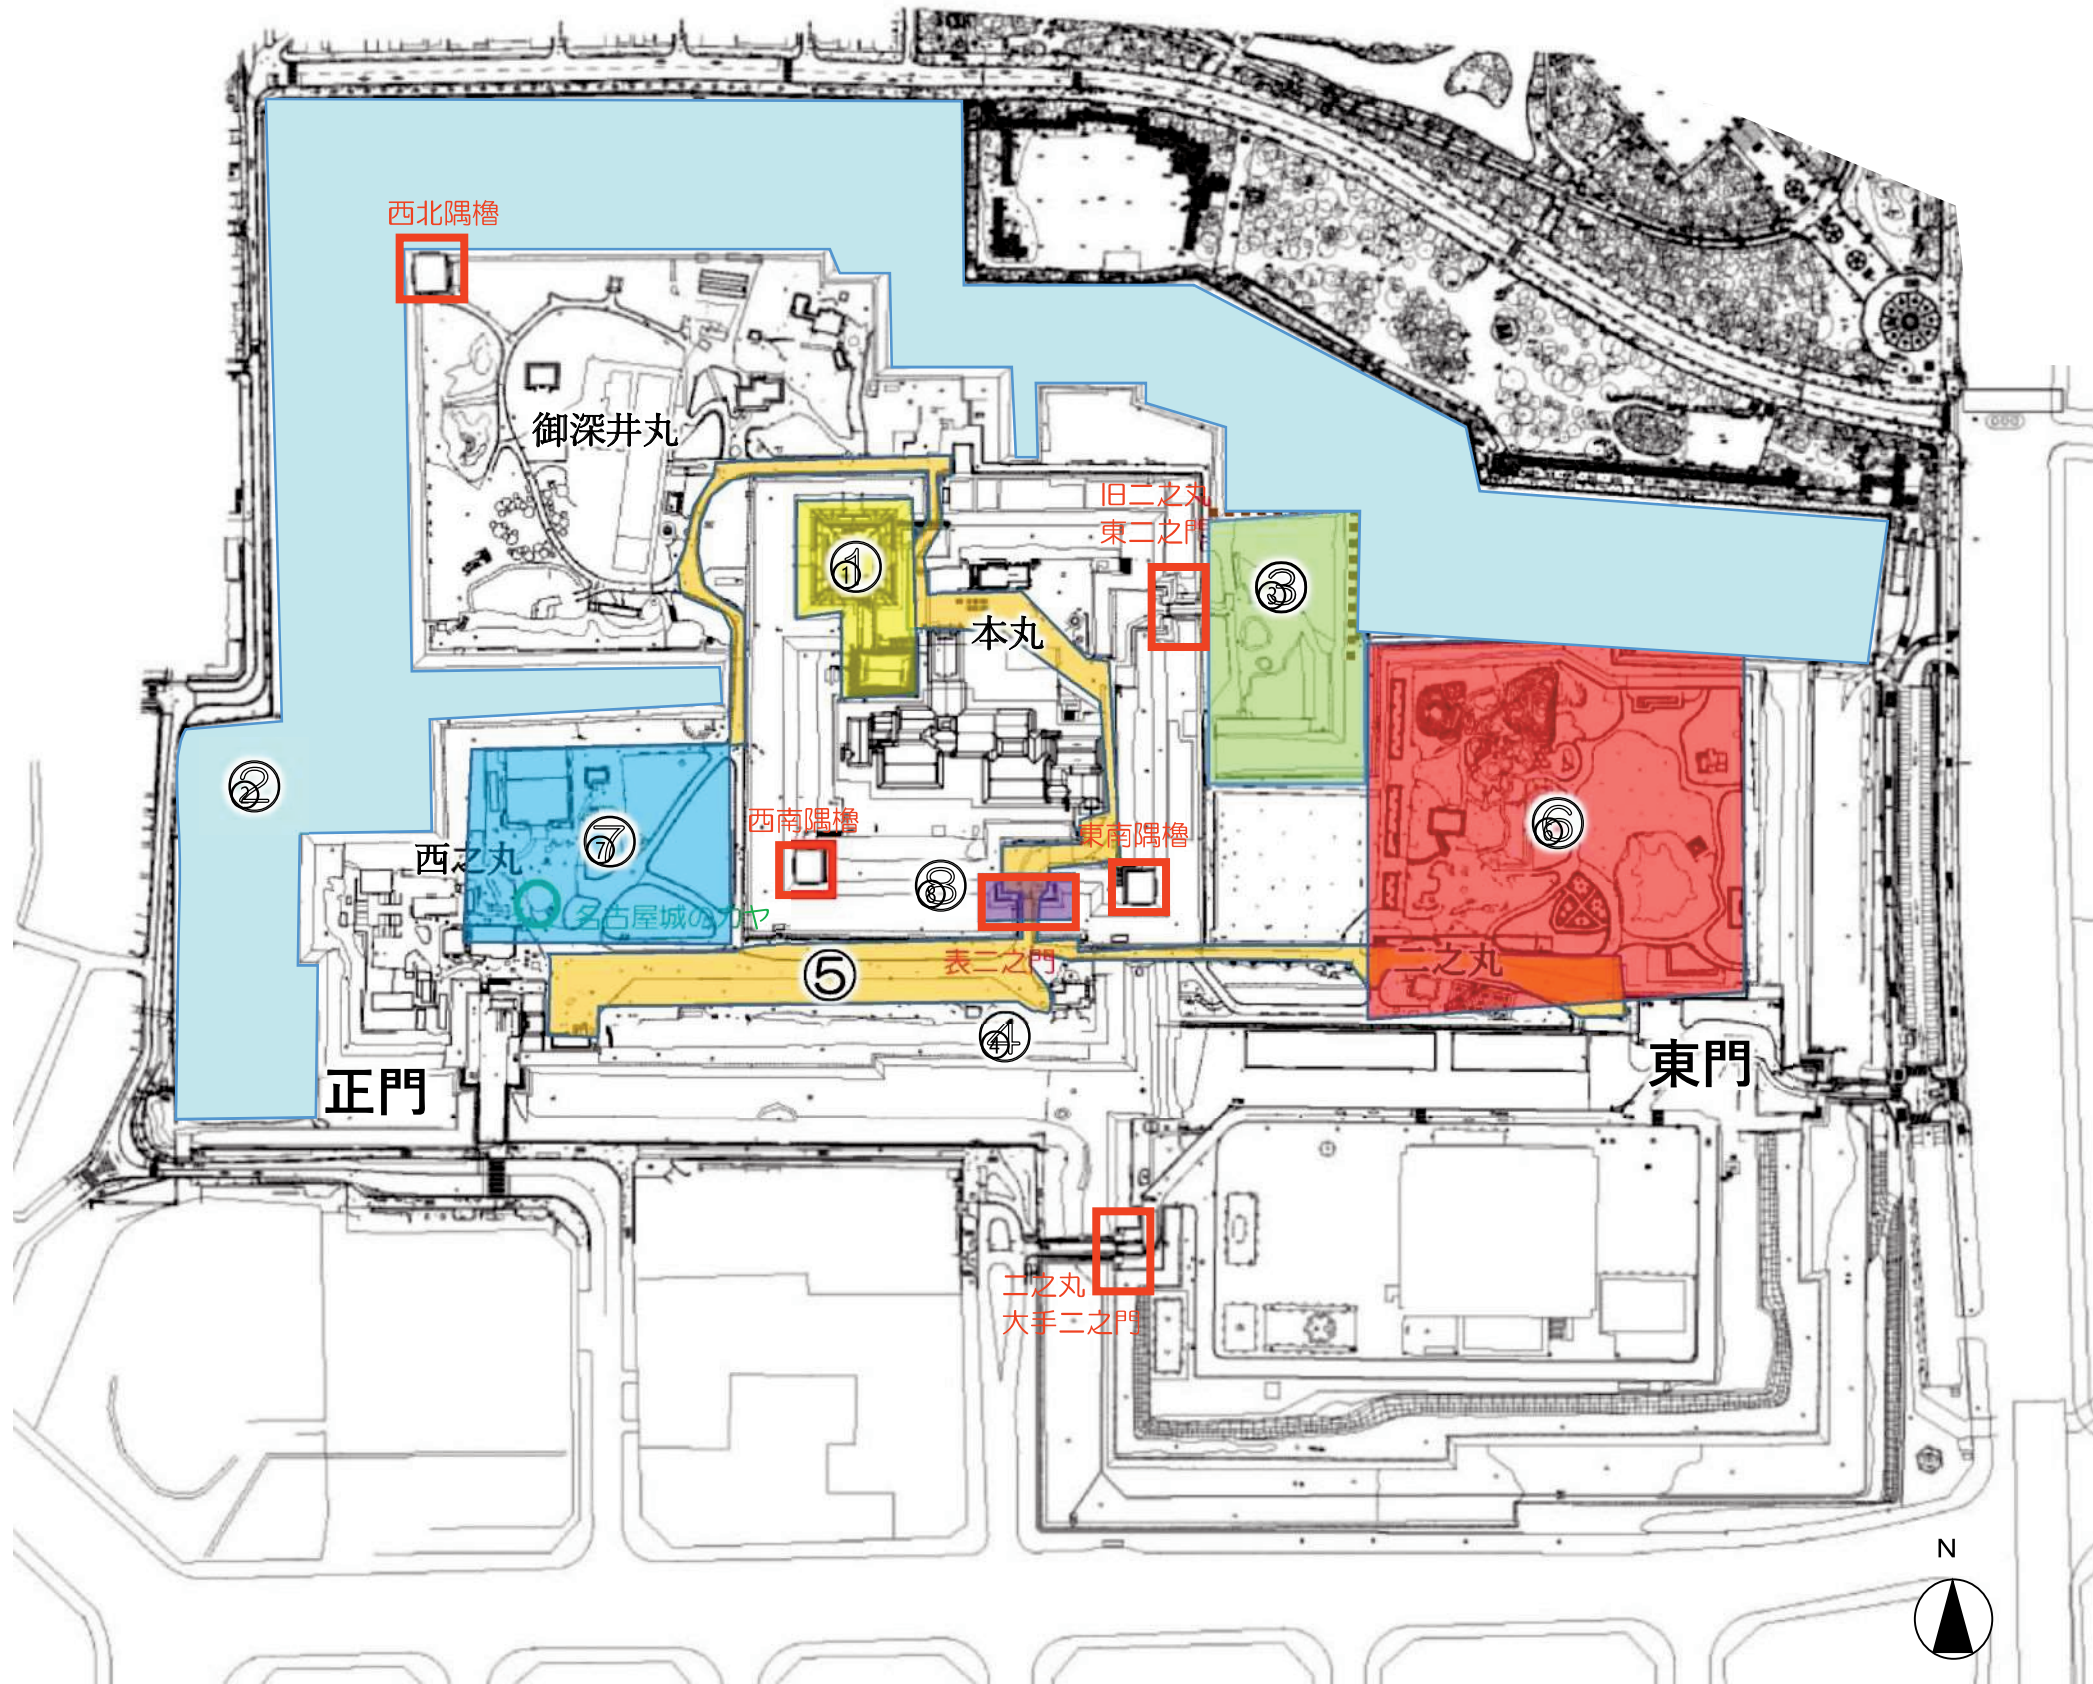 西北隅櫓
御深井丸
旧二之丸
東二之門
①
③
本丸
②
⑦
西南隅櫓
東南隅櫓
⑥
西之丸
⑧
名古屋城のカヤ
表二之門
二之丸
⑤
④
正門
東門
二之丸
大手二之門
N